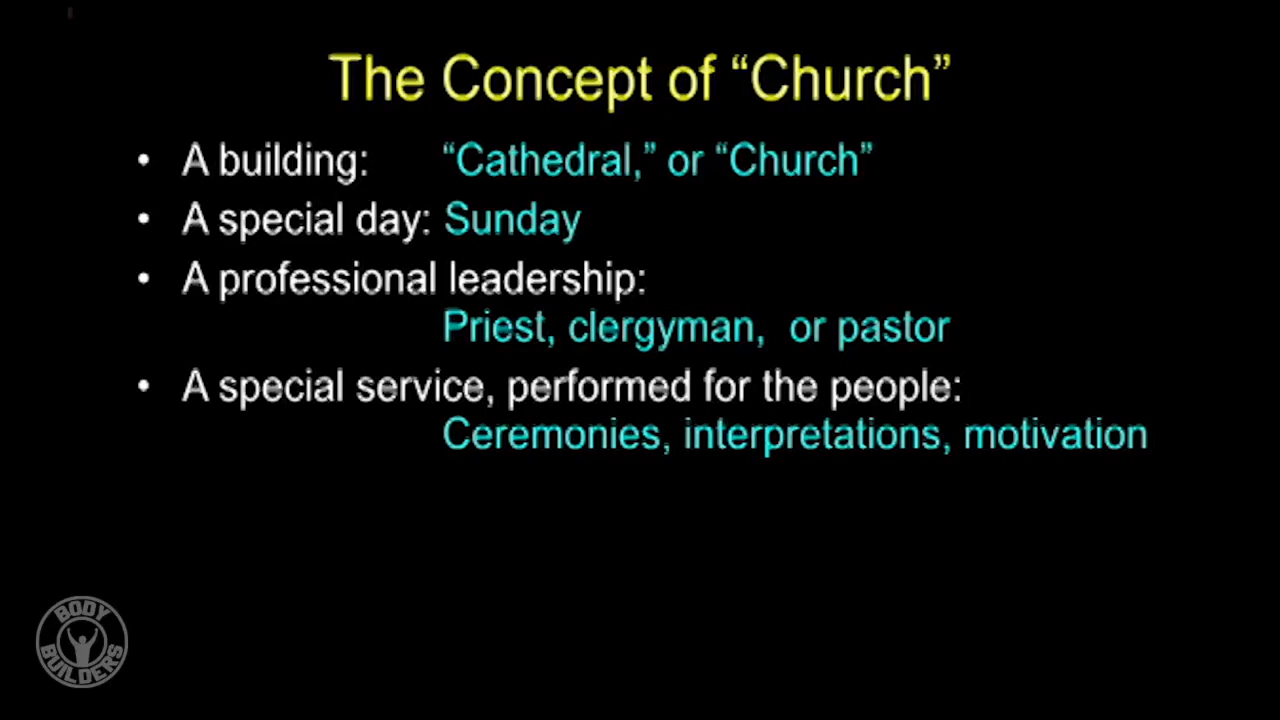 The Concept of “Church”
• A building: “Cathedral,” or “Church”
• A special day: Sunday
• A professional leadership:
Priest, clergyman, or pastor
• A special service, performed for the people:
Ceremonies, interpretations, motivation
BODY
BUILDERS